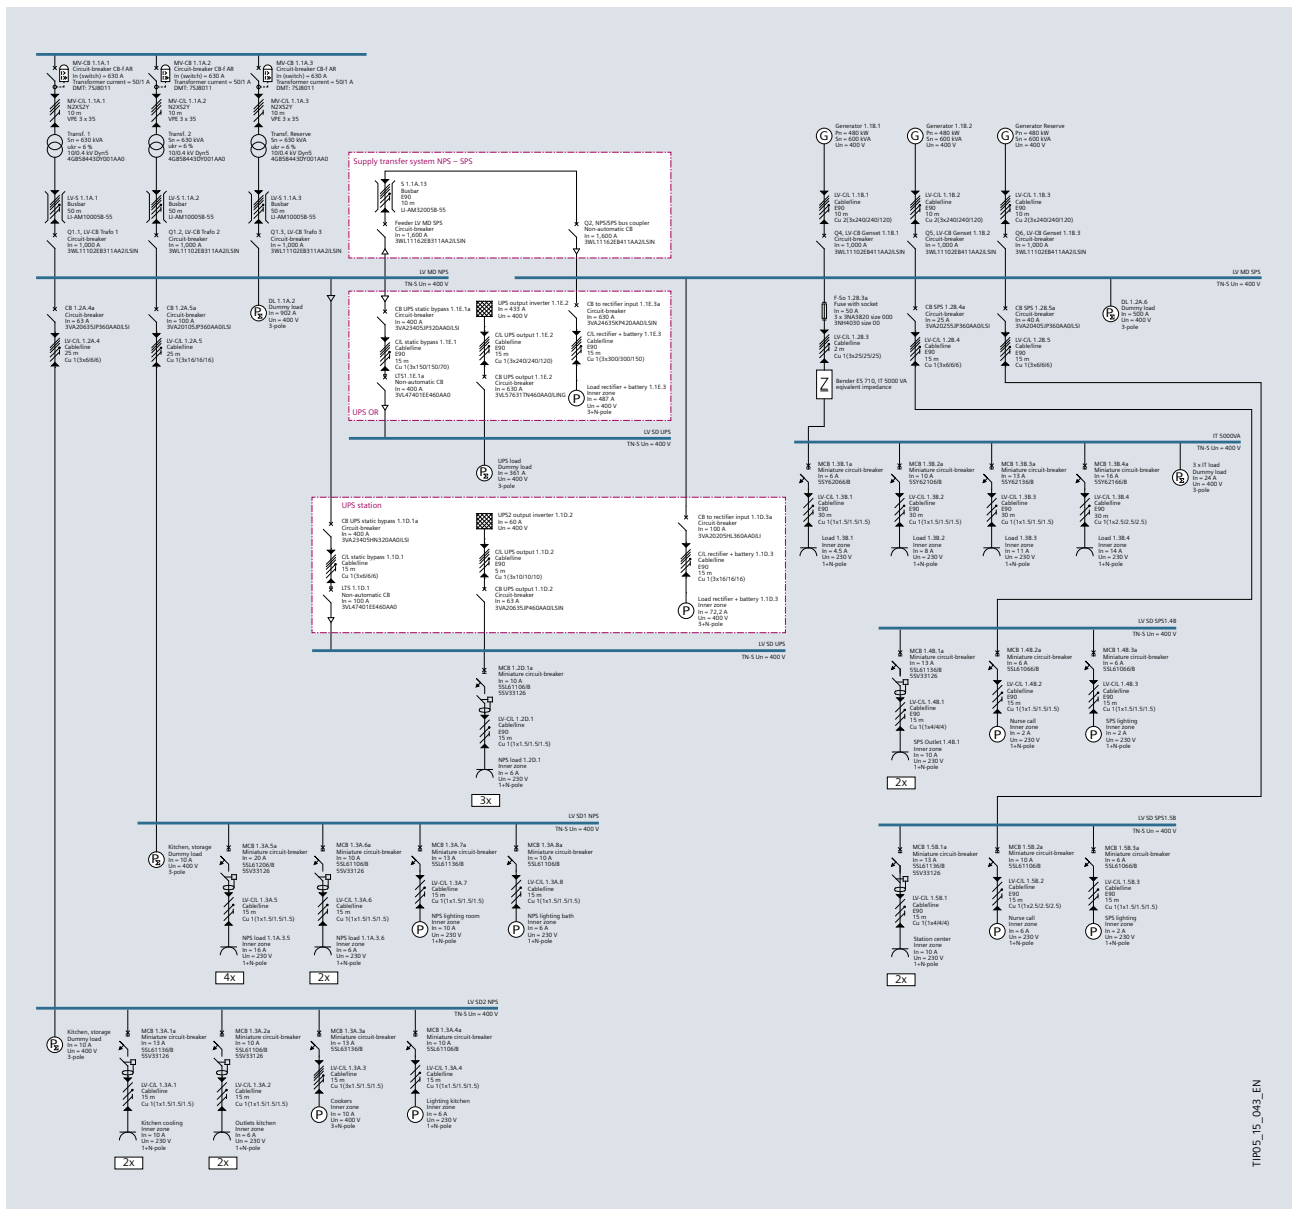 MV-CB 1.1A.1
Circuit-breaker CB-f AR
In (switch) = 630 A
Transformer current = 50/1 A
DMT: 7SJ8011
MV-CB 1.1A.2
Circuit-breaker CB-f AR
In (switch) = 630 A
Transformer current = 50/1 A
DMT: 7SJ8011
MV-CB 1.1A.3
Circuit-breaker CB-f AR
In (switch) = 630 A
Transformer current = 50/1 A
DMT: 7SJ8011
MV-C/L 1.1A.1
N2XS2Y
10 m
VPE 3 x 35
MV-C/L 1.1A.2
N2XS2Y
10 m
VPE 3 x 35
MV-C/L 1.1A.3
N2XS2Y
10 m
VPE 3 x 35
Transf. 1
Sn = 630 kVA
ukr = 6 %
10/0.4 kV Dyn5
4GB58443DY001AA0
Transf. 2
Sn = 630 kVA
ukr = 6 %
10/0.4 kV Dyn5
4GB58443DY001AA0
Transf. Reserve
Sn = 630 kVA
ukr = 6 %
10/0.4 kV Dyn5
4GB58443DY001AA0
LV-S 1.1A.1
Busbar
50 m
LI-AM10005B-55
LV-S 1.1A.2
Busbar
50 m
LI-AM10005B-55
LV-S 1.1A.3
Busbar
50 m
LI-AM10005B-55
Q1.1, LV-CB Trafo 1
Circuit-breaker
In = 1,000 A
3WL11102EB311AA2/LSIN
Q1.2, LV-CB Trafo 2
Circuit-breaker
In = 1,000 A
3WL11102EB311AA2/LSIN
Q1.3, LV-CB Trafo 3
Circuit-breaker
In = 1,000 A
3WL11102EB311AA2/LSIN
Supply transfer system NPS – SPS
S 1.1A.13
Busbar
E90
10 m
LI-AM32005B-55
Feeder LV MD SPS
Circuit-breaker
In = 1,600 A
3WL11162EB311AA2/LSIN
Q2, NPS/SPS bus coupler
Non-automatic CB
In = 1,600 A
3WL11162EB411AA2/LSIN
Generator 1.1B.1
Pn = 480 kW
Sn = 600 kVA
Un = 400 V
Generator 1.1B.2
Pn = 480 kW
Sn = 600 kVA
Un = 400 V
Generator Reserve
Pn = 480 kW
Sn = 600 kVA
Un = 400 V
G
G
G
LV-C/L 1.1B.1
Cable/line
E90
10 m
Cu 2(3x240/240/120)
LV-C/L 1.1B.2
Cable/line
E90
10 m
Cu 2(3x240/240/120)
LV-C/L 1.1B.3
Cable/line
E90
10 m
Cu 2(3x240/240/120)
Q4, LV-CB Genset 1.1B.1
Circuit-breaker
In = 1,000 A
3WL11102EB411AA2/LSIN
Q5, LV-CB Genset 1.1B.2
Circuit-breaker
In = 1,000 A
3WL11102EB411AA2/LSIN
Q6, LV-CB Genset 1.1B.3
Circuit-breaker
In = 1,000 A
3WL11102EB411AA2/LSIN
LV MD NPS
TN-S Un = 400 V
LV MD SPS
TN-S Un = 400 V
CB 1.2A.4a
Circuit-breaker
In = 63 A
3VA20635JP360AA0/LSI
CB 1.2A.5a
Circuit-breaker
In = 100 A
3VA20105JP360AA0/LSI
DL 1.1A.2
Dummy load
In = 902 A
Un = 400 V
3-pole
LV-C/L 1.2A.4
Cable/line
25 m
Cu 1(3x6/6/6)
LV-C/L 1.2A.5
Cable/line
25 m
Cu 1(3x16/16/16)
CB UPS static bypass 1.1E.1a
Circuit-breaker
In = 400 A
3VA23405JP320AA0/LSI
C/L static bypass 1.1E.1
Cable/line
E90
15 m
Cu 1(3x150/150/70)
LTS1.1E.1a
Non-automatic CB
In = 400 A
3VL47401EE460AA0
UPS OR
UPS output inverter 1.1E.2
In = 433 A
Un = 400 V
C/L UPS output 1.1E.2
Cable/line
E90
15 m
Cu 1(3x240/240/120)
CB UPS output 1.1E.2
Circuit-breaker
In = 630 A
3VL57631TN460AA0/LING
CB to rectifier input 1.1E.3a
Circuit-breaker
In = 630 A
3VA24635KP420AA0/LSIN
C/L rectifier + battery 1.1E.3
Cable/line
E90
15 m
Cu 1(3x300/300/150)
P
Load rectifier + battery 1.1E.3
Inner zone
In = 487 A
Un = 400 V
3+N-pole
F-So 1.2B.3a
Fuse with socket
In = 50 A
3 x 3NA3820 size 000
3NH4030 size 00
LV-C/L 1.2B.3
Cable/line
2 m
Cu 1(3x25/25/25)
Z
Bender ES 710, IT 5000 VA
eqivalent impedance
CB SPS 1.2B.4a
Circuit-breaker
In = 25 A
3VA20255JP360AA0/LSI
LV-C/L 1.2B.4
Cable/line
E90
15 m
Cu 1(3x6/6/6)
CB SPS 1.2B.5a
Circuit-breaker
In = 40 A
3VA20405JP360AA0/LSI
LV-C/L 1.2B.5
Cable/line
E90
15 m
Cu 1(3x6/6/6)
DL 1.2A.6
Dummy load
In = 500 A
Un = 400 V
3-pole
LV SD UPS
TN-S Un = 400 V
UPS load
Dummy load
In = 361 A
Un = 400 V
3-pole
IT 5000VA
TN-S Un = 400 V
MCB 1.3B.1a
Miniature circuit-breaker
In = 6 A
5SY62066/B
MCB 1.3B.2a
Miniature circuit-breaker
In = 10 A
5SY62106/B
MCB 1.3B.3a
Miniature circuit-breaker
In = 13 A
5SY62136/B
MCB 1.3B.4a
Miniature circuit-breaker
In = 16 A
5SY62166/B
3 x IT load
Dummy load
In = 24 A
Un = 400 V
3-pole
LV-C/L 1.3B.1
Cable/line
E90
30 m
Cu 1(1x1.5/1.5/1.5)
LV-C/L 1.3B.2
Cable/line
E90
30 m
Cu 1(1x1.5/1.5/1.5)
LV-C/L 1.3B.3
Cable/line
E90
30 m
Cu 1(1x1.5/1.5/1.5)
LV-C/L 1.3B.4
Cable/line
E90
30 m
Cu 1(1x2.5/2.5/2.5)
Load 1.3B.1
Inner zone
In = 4.5 A
Un = 230 V
1+N-pole
Load 1.3B.2
Inner zone
In = 8 A
Un = 230 V
1+N-pole
Load 1.3B.3
Inner zone
In = 11 A
Un = 230 V
1+N-pole
Load 1.3B.4
Inner zone
In = 14 A
Un = 230 V
1+N-pole
UPS station
CB UPS static bypass 1.1D.1a
Circuit-breaker
In = 400 A
3VA23405HN320AA0/LSI
C/L static bypass 1.1D.1
Cable/line
15 m
Cu 1(3x6/6/6)
LTS 1.1D.1
Non-automatic CB
In = 100 A
3VL47401EE460AA0
UPS2 output inverter 1.1D.2
In = 60 A
Un = 400 V
C/L UPS output 1.1D.2
Cable/line
E90
5 m
Cu 1(3x10/10/10)
CB UPS output 1.1D.2
Circuit-breaker
In = 63 A
3VA20635JP460AA0/LSIN
CB to rectifier input 1.1D.3a
Circuit-breaker
In = 100 A
3VA20205HL360AA0/LI
C/L rectifier + battery 1.1D.3
Cable/line
E90
15 m
Cu 1(3x16/16/16)
P
Load rectifier + battery 1.1D.3
Inner zone
In = 72,2 A
Un = 400 V
3+N-pole
LV SD UPS
TN-S Un = 400 V
MCB 1.2D.1a
Miniature circuit-breaker
In = 10 A
5SL61106/B
5SV33126
LV-C/L 1.2D.1
Cable/line
E90
15 m
Cu 1(1x1.5/1.5/1.5)
NPS load 1.2D.1
Inner zone
In = 6 A
Un = 230 V
1+N-pole
3x
LV SD SPS1.4B
TN-S Un = 400 V
MCB 1.4B.1a
Miniature circuit-breaker
In = 13 A
5SL61136/B
5SV33126
LV-C/L 1.4B.1
Cable/line
E90
15 m
Cu 1(1x4/4/4)
SPS Outlet 1.4B.1
Inner zone
In = 10 A
Un = 230V
1+N-pole
2x
MCB 1.4B.2a
Miniature circuit-breaker
In = 6 A
5SL61066/B
LV-C/L 1.4B.2
Cable/line
E90
15 m
Cu 1(1x1.5/1.5/1.5)
P
Nurse call
Inner zone
In = 2 A
Un = 230 V
1+N-pole
MCB 1.4B.3a
Miniature circuit-breaker
In = 6 A
5SL61066/B
LV-C/L 1.4B.3
Cable/line
E90
15 m
Cu 1(1x1.5/1.5/1.5)
P
SPS lighting
Inner zone
In = 2 A
Un = 230 V
1+N-pole
LV SD1 NPS
TN-S Un = 400 V
Kitchen, storage
Dummy load
In = 10 A
Un = 400 V
3-pole
MCB 1.3A.5a
Miniature circuit-breaker
In = 20 A
5SL61206/B
5SV33126
LV-C/L 1.3A.5
Cable/line
15 m
Cu 1(1x1.5/1.5/1.5)
NPS load 1.1A.3.5
Inner zone
In = 16 A
Un = 230 V
1+N-pole
4x
MCB 1.3A.6a
Miniature circuit-breaker
In = 10 A
5SL61106/B
5SV33126
LV-C/L 1.3A.6
Cable/line
15 m
Cu 1(1x1.5/1.5/1.5)
NPS load 1.1A.3.6
Inner zone
In = 6 A
Un = 230 V
1+N-pole
2x
MCB 1.3A.7a
Miniature circuit-breaker
In = 13 A
5SL61136/B
LV-C/L 1.3A.7
Cable/line
15 m
Cu 1(1x1.5/1.5/1.5)
P
NPS lighting room
Inner zone
In = 10 A
Un = 230 V
1+N-pole
MCB 1.3A.8a
Miniature circuit-breaker
In = 10 A
5SL61106/B
LV-C/L 1.3A.8
Cable/line
15 m
Cu 1(1x1.5/1.5/1.5)
P
NPS lighting bath
Inner zone
In = 6 A
Un = 230 V
1+N-pole
LV SD SPS1.5B
TN-S Un = 400 V
MCB 1.5B.1a
Miniature circuit-breaker
In = 13 A
5SL61136/B
5SV33126
LV-C/L 1.5B.1
Cable/line
E90
15 m
Cu 1(1x4/4/4)
Station center
Inner zone
In = 10 A
Un = 230 V
1+N-pole
2x
MCB 1.5B.2a
Miniature circuit-breaker
In = 10 A
5SL61106/B
LV-C/L 1.5B.2
Cable/line
E90
15 m
Cu 1(1x2.5/2.5/2.5)
P
Nurse call
Inner zone
In = 6 A
Un = 230 V
1+N-pole
MCB 1.5B.3a
Miniature circuit-breaker
In = 6 A
5SL61066/B
LV-C/L 1.5B.3
Cable/line
E90
15 m
Cu 1(1x1.5/1.5/1.5)
P
SPS lighting
Inner zone
In = 2 A
Un = 230 V
1+N-pole
LV SD2 NPS
TN-S Un = 400 V
Kitchen, storage
Dummy load
In = 10 A
Un = 400 V
3-pole
MCB 1.3A.1a
Miniature circuit-breaker
In = 13 A
5SL61136/B
5SV33126
LV-C/L 1.3A.1
Cable/line
15 m
Cu 1(1x1.5/1.5/1.5)
Kitchen cooling
Inner zone
In = 10 A
Un = 230 V
1+N-pole
2x
MCB 1.3A.2a
Miniature circuit-breaker
In = 10 A
5SL61106/B
5SV33126
LV-C/L 1.3A.2
Cable/line
15 m
Cu 1(1x1.5/1.5/1.5)
Outlets kitchen
Inner zone
In = 6 A
Un = 230 V
1+N-pole
2x
MCB 1.3A.3a
Miniature circuit-breaker
In = 13 A
5SL63136/B
LV-C/L 1.3A.3
Cable/line
15 m
Cu 1(3x1.5/1.5/1.5)
P
Cookers
Inner zone
In = 10 A
Un = 400 V
3+N-pole
MCB 1.3A.4a
Miniature circuit-breaker
In = 10 A
5SL61106/B
LV-C/L 1.3A.4
Cable/line
15 m
Cu 1(1x1.5/1.5/1.5)
P
Lighting kitchen
Inner zone
In = 6 A
Un = 230 V
1+N-pole
TIP05_15_043_EN